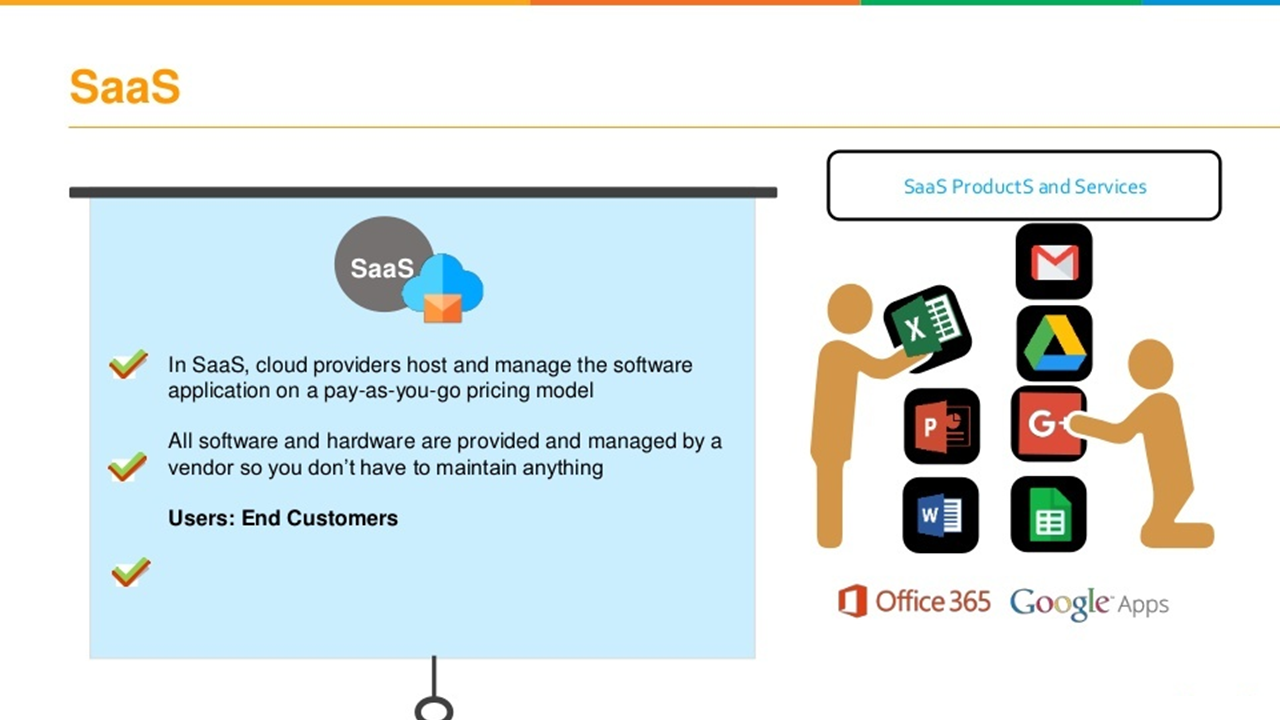 SaaS
SaaS ProductS and Services
SaaS
In SaaS, cloud providers host and manage the software
application on a pay-as-you-go pricing model
All software and hardware are provided and managed by a
vendor so you don’t have to maintain anything
Users: End Customers
X
P
G+
W
Office 365
Google™ Apps